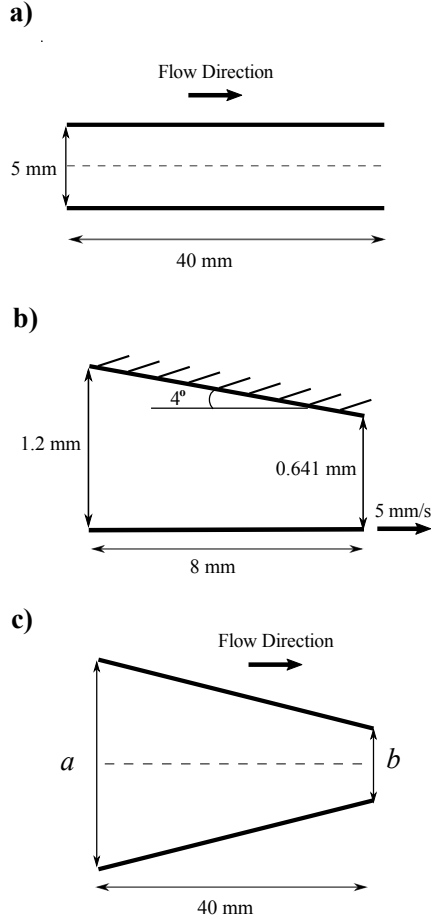 a)
Flow Direction
5 mm
40 mm
b)
4o
1.2 mm
0.641 mm
5 mm/s
8 mm
c)
Flow Direction
a
b
40 mm